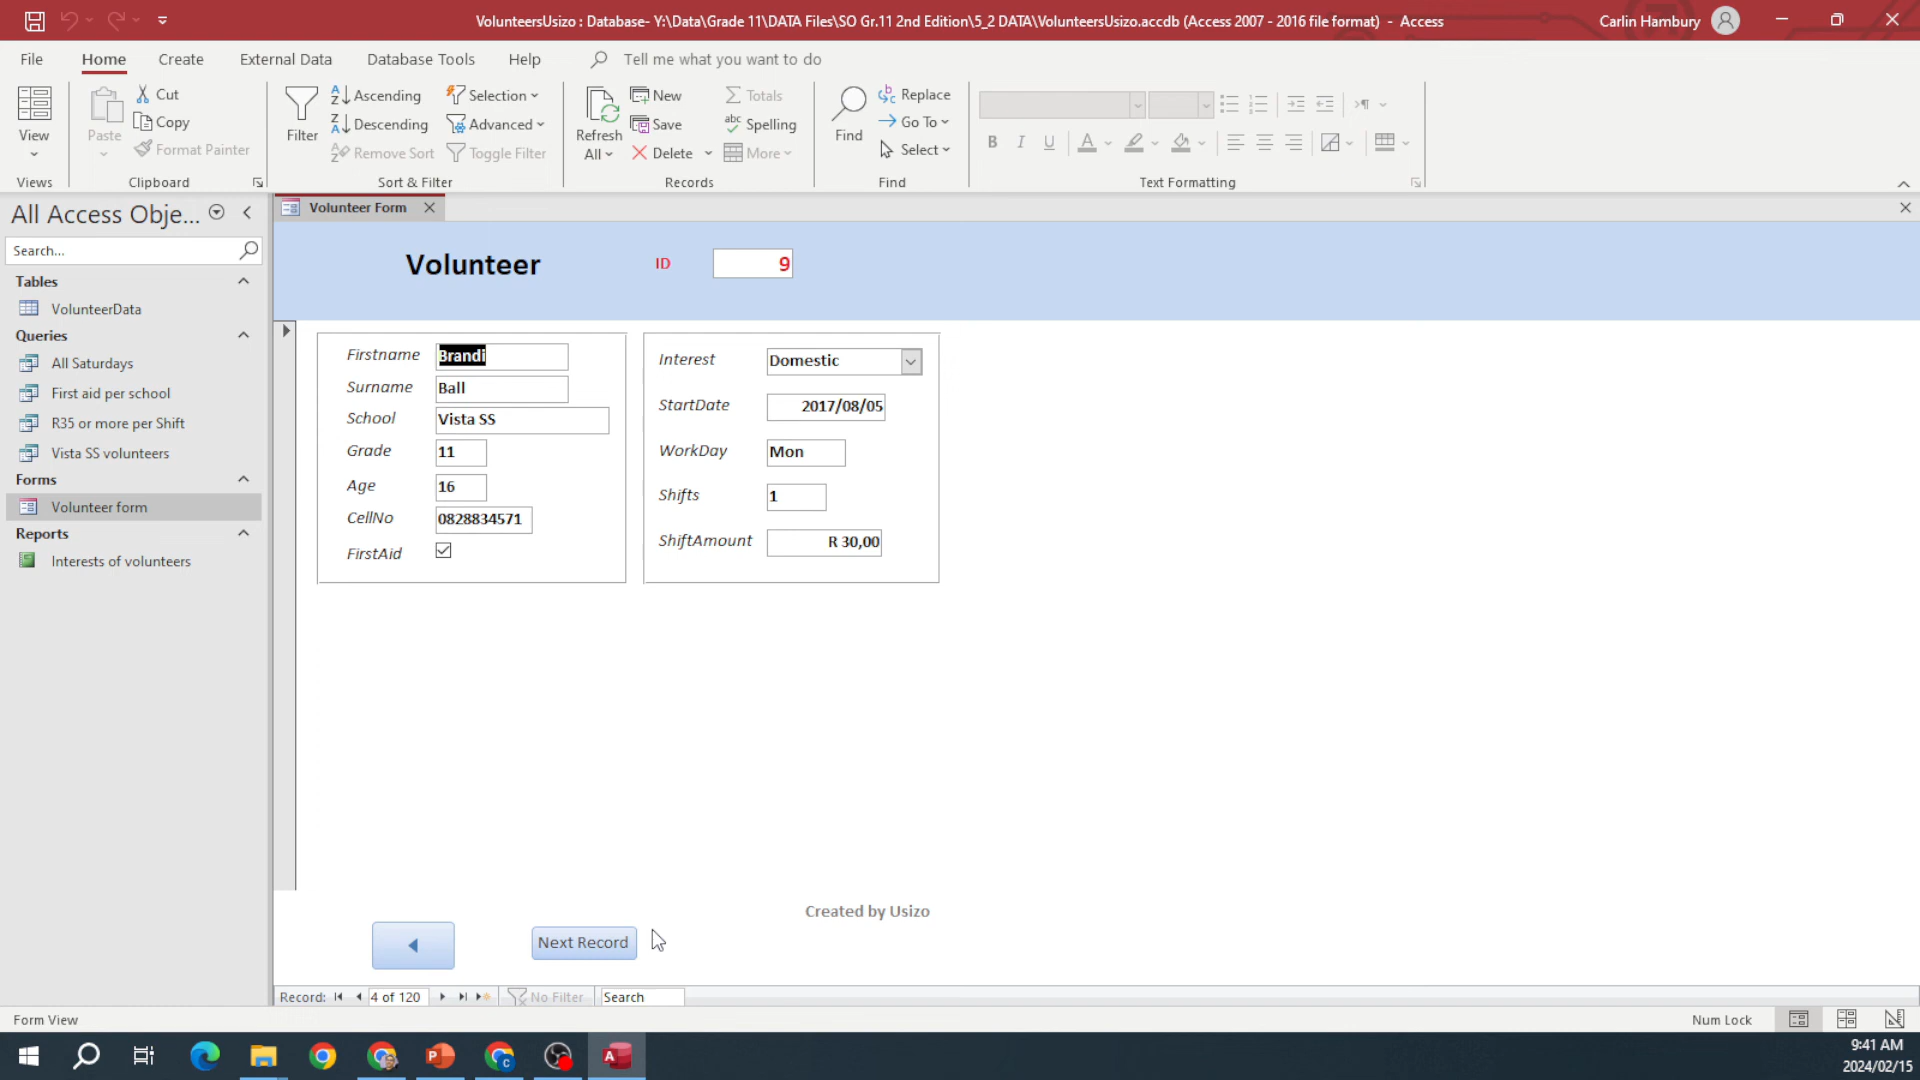 VolunteersUsizo : Database- Y:\Data\Grade 11\DATA Files\SO Gr.11 2nd Edition\5_2 DATA\VolunteersUsizo.accdb (Access 2007 - 2016 file format) - Access
Carlin Hambury
File Home Create External Data Database Tools Help Tell me what you want to do
View
Views
Paste
Cut
Copy
Format Painter
Clipboard
Filter
Ascending
Descending
Remove Sort
Selection
Advanced
Toggle Filter
Sort & Filter
Refresh
All
New
Save
Delete
Totals
Spelling
More
Records
Find
Replace
Go To
Select
Find
B I U
Text Formatting
All Access Obje...
Search...
Tables
VolunteerData
Queries
All Saturdays
First aid per school
R35 or more per Shift
Vista SS volunteers
Forms
Volunteer form
Reports
Interests of volunteers
Volunteer Form
Volunteer ID 9
Firstname Brandi
Surname Ball
School Vista SS
Grade 11
Age 16
CellNo 0828834571
FirstAid
Interest Domestic
StartDate 2017/08/05
WorkDay Mon
Shifts 1
ShiftAmount R 30,00
Created by Usizo
Next Record
Record: 4 of 120 No Filter Search
Form View
Num Lock
9:41 AM
2024/02/15